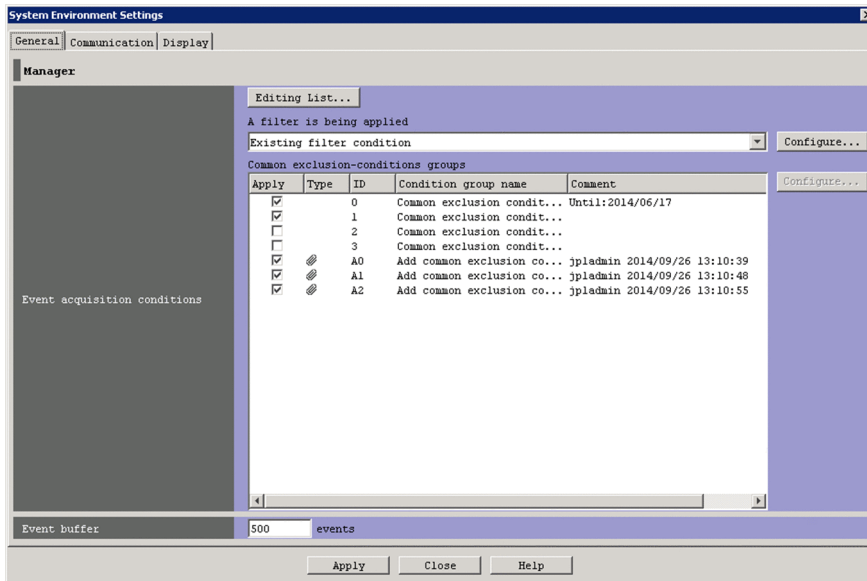 System Environment Settings
General Communication Display
Manager
Editing List...
A filter is being applied
Existing filter condition Configure...
Common exclusion-conditions groups
Configure...
Apply Type ID Condition group name Comment
0 Common exclusion condit... Until:2014/06/17
1 Common exclusion condit...
2 Common exclusion condit...
3 Common exclusion condit...
A0 Add common exclusion co... jp1admin 2014/09/26 13:10:39
A1 Add common exclusion co... jp1admin 2014/09/26 13:10:48
A2 Add common exclusion co... jp1admin 2014/09/26 13:10:55
Event acquisition conditions
Event buffer 500 events
Apply Close Help